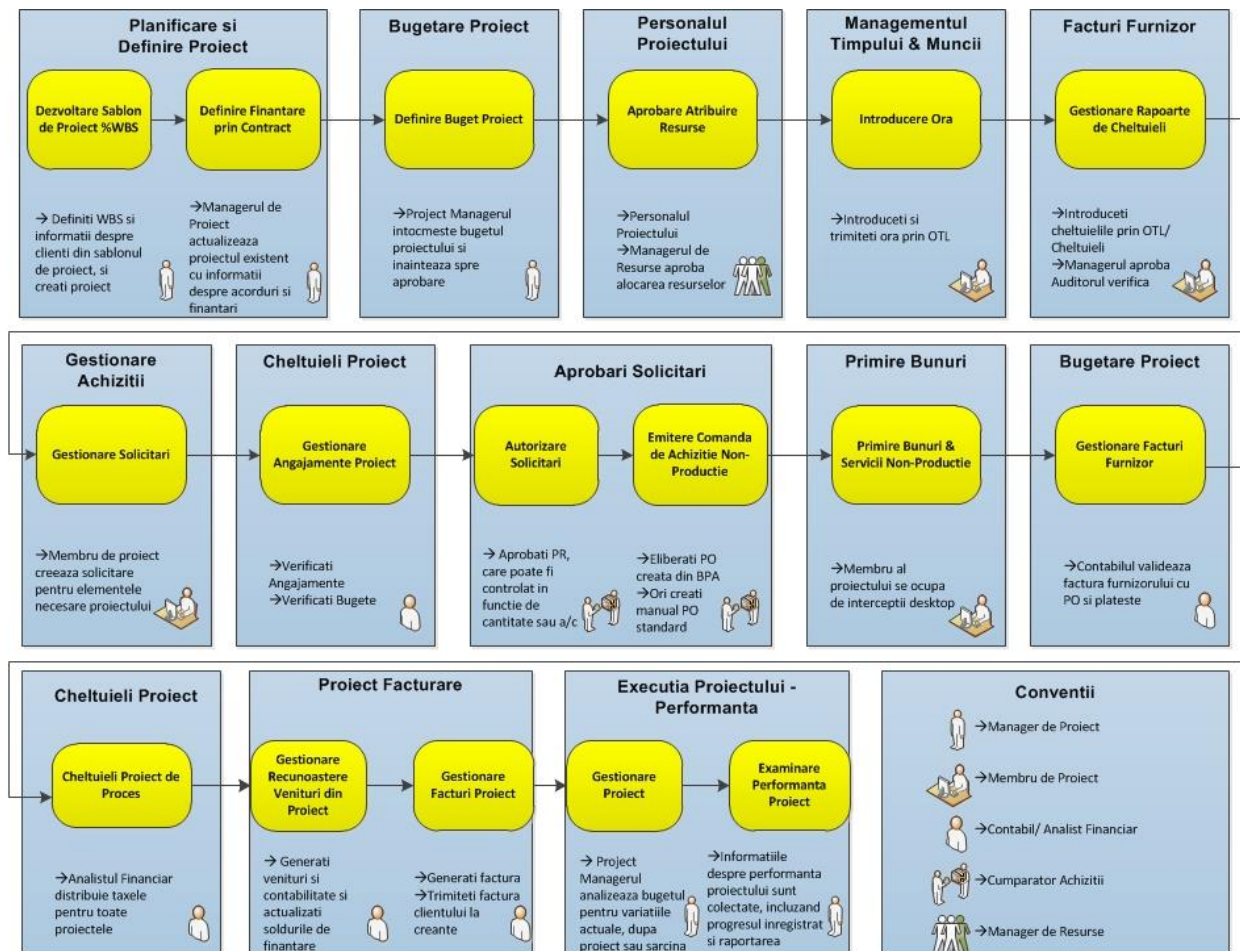 Planificare si
Definire Proiect
Dezvoltare Sablon
de Proiect %WBS
Definire Finantare
prin Contract
→ Definiti WBS si
informatii despre
clienti din sablonul
de proiect, si
creati proiect
→Managerul de
Proiect
actualizeaza
proiectul existent
cu informatii
despre acorduri si
finantari
Bugetare Proiect
Definire Buget Proiect
→Project Managerul
intocmeste bugetul
proiectului si
inainteaza spre
aprobare
Personalul
Proiectului
Aprobare Atribuire
Resurse
→Personalul
Proiectului
→Managerul de
Resurse aproba
alocarea resurselor
Managementul
Timpului & Muncii
Introducere Ora
→Introduceti si
trimiteti ora prin OTL
Facturi Furnizor
Gestionare Rapoarte
de Cheltuieli
→Introduceti
cheltuielile prin OTL/
Cheltuieli
→Managerul aproba
Auditorul verifica
Gestionare
Achizitii
Gestionare Solicitari
→Membru de proiect
creeaza solicitare
pentru elementele
necesare proiectului
Cheltuieli Proiect
Gestionare
Angajamente Proiect
→Verificati
Angajamente
→Verificati Bugete
Aprobari Solicitari
Autorizare
Solicitari
Emitere Comanda
de Achizitie Non-
Productie
→ Aprobati PR,
care poate fi
controlat in
functie de
cantitate sau a/c
→Eliberati PO
creata din BPA
→Ori creati
manual PO
standard
Primire Bunuri
Primire Bunuri &
Servicii Non-Productie
→Membru al
proiectului se ocupa
de interceptii desktop
Bugetare Proiect
Gestionare Facturi
Furnizor
→Contabilul valideaza
factura furnizorului cu
PO si plateste
Cheltuieli Proiect
Cheltuieli Proiect de
Proces
→Analistul Financiar
distribuie taxele
pentru toate
proiectele
Proiect Facturare
Gestionare
Recunoastere
Venituri din
Proiect
Gestionare
Facturi Proiect
→ Generati
venituri si
contabilitate si
actualizati
soldurile de
finantare
→Generati factura
→Trimiteti factura
clientului la
creante
Executia Proiectului -
Performanta
Gestionare
Proiect
Examinare
Performanta
Proiect
→ Project
Managerul
analizeaza bugetul
pentru variatiile
actuale, dupa
proiect sau sarcina
→Informatiile
despre performanta
proiectului sunt
colectate, incluzand
progresul inregistrat
si raportarea
Conventii
→Manager de Proiect
→Membru de Proiect
→Contabil/ Analist Financiar
→Cumparator Achizitii
→Manager de Resurse